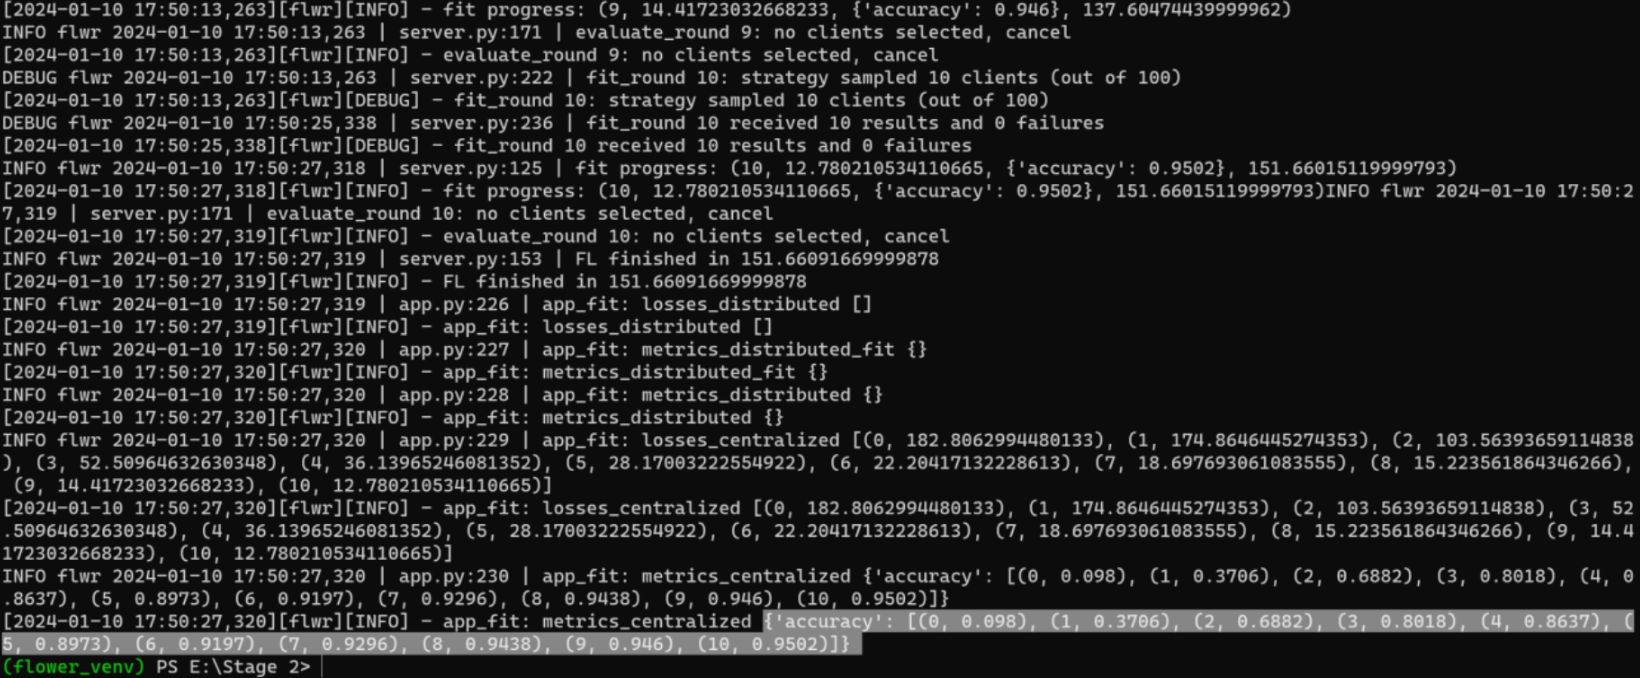 [2024-01-10 17:50:13,263][flwr][INFO] - fit progress: (9, 14.41723032668233, {'accuracy': 0.946}, 137.60474439999962)
INFO flwr 2024-01-10 17:50:13,263 | server.py:171 | evaluate_round 9: no clients selected, cancel
[2024-01-10 17:50:13,263][flwr][INFO] - evaluate_round 9: no clients selected, cancel
DEBUG flwr 2024-01-10 17:50:13,263 | server.py:222 | fit_round 10: strategy sampled 10 clients (out of 100)
[2024-01-10 17:50:13,263][flwr][DEBUG] - fit_round 10: strategy sampled 10 clients (out of 100)
DEBUG flwr 2024-01-10 17:50:25,338 | server.py:236 | fit_round 10 received 10 results and 0 failures
[2024-01-10 17:50:25,338][flwr][DEBUG] - fit_round 10 received 10 results and 0 failures
INFO flwr 2024-01-10 17:50:27,318 | server.py:125 | fit progress: (10, 12.780210534110665, {'accuracy': 0.9502}, 151.66015119999793)
[2024-01-10 17:50:27,318][flwr][INFO] - fit progress: (10, 12.780210534110665, {'accuracy': 0.9502}, 151.66015119999793)INFO flwr 2024-01-10 17:50:2
7,319 | server.py:171 | evaluate_round 10: no clients selected, cancel
[2024-01-10 17:50:27,319][flwr][INFO] - evaluate_round 10: no clients selected, cancel
INFO flwr 2024-01-10 17:50:27,319 | server.py:153 | FL finished in 151.66091669999878
[2024-01-10 17:50:27,319][flwr][INFO] - FL finished in 151.66091669999878
INFO flwr 2024-01-10 17:50:27,319 | app.py:226 | app_fit: losses_distributed []
[2024-01-10 17:50:27,319][flwr][INFO] - app_fit: losses_distributed []
INFO flwr 2024-01-10 17:50:27,320 | app.py:227 | app_fit: metrics_distributed_fit {}
[2024-01-10 17:50:27,320][flwr][INFO] - app_fit: metrics_distributed_fit {}
INFO flwr 2024-01-10 17:50:27,320 | app.py:228 | app_fit: metrics_distributed {}
[2024-01-10 17:50:27,320][flwr][INFO] - app_fit: metrics_distributed {}
INFO flwr 2024-01-10 17:50:27,320 | app.py:229 | app_fit: losses_centralized [(0, 182.8062994480133), (1, 174.8646445274353), (2, 103.56393659114838
), (3, 52.50964632630348), (4, 36.13965246081352), (5, 28.17003222554922), (6, 22.20417132228613), (7, 18.697693061083555), (8, 15.223561864346266),
(9, 14.41723032668233), (10, 12.780210534110665)]
[2024-01-10 17:50:27,320][flwr][INFO] - app_fit: losses_centralized [(0, 182.8062994480133), (1, 174.8646445274353), (2, 103.56393659114838), (3, 52
.50964632630348), (4, 36.13965246081352), (5, 28.17003222554922), (6, 22.20417132228613), (7, 18.697693061083555), (8, 15.223561864346266), (9, 14.4
1723032668233), (10, 12.780210534110665)]
INFO flwr 2024-01-10 17:50:27,320 | app.py:230 | app_fit: metrics_centralized {'accuracy': [(0, 0.098), (1, 0.3706), (2, 0.6882), (3, 0.8018), (4, 0
.8637), (5, 0.8973), (6, 0.9197), (7, 0.9296), (8, 0.9438), (9, 0.946), (10, 0.9502)]}
[2024-01-10 17:50:27,320][flwr][INFO] - app_fit: metrics_centralized {'accuracy': [(0, 0.098), (1, 0.3706), (2, 0.6882), (3, 0.8018), (4, 0.8637), (
5, 0.8973), (6, 0.9197), (7, 0.9296), (8, 0.9438), (9, 0.946), (10, 0.9502)]}
(flower_venv) PS E:\Stage 2>